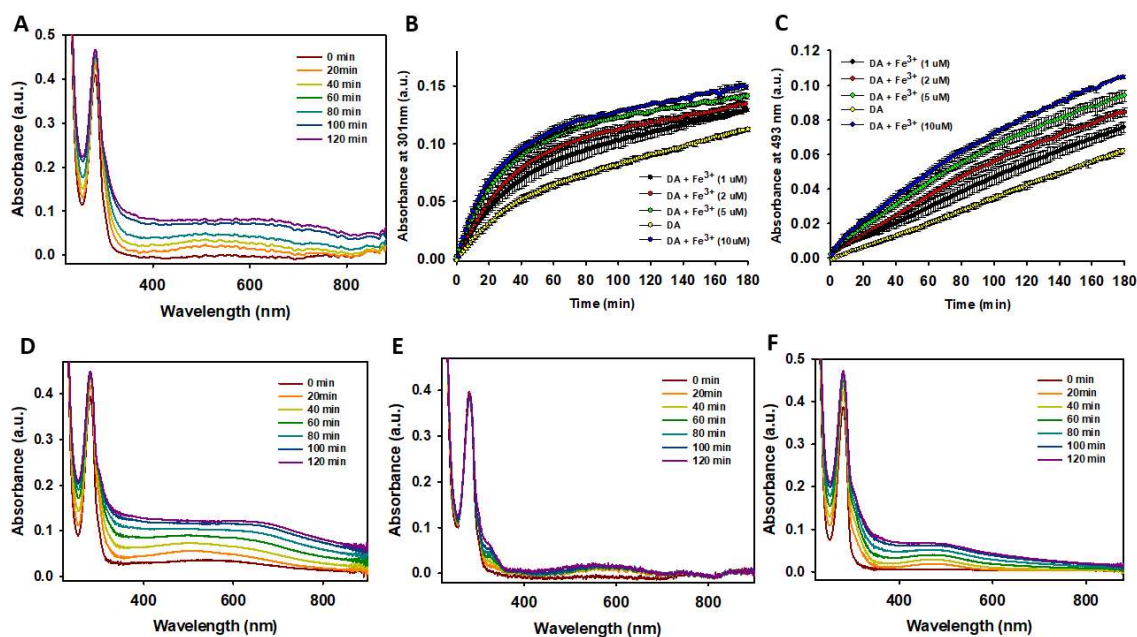 A
0.5
0.4
0.3
0.2
0.1
0.0
Absorbance (a.u.)
400
600
800
Wavelength (nm)
0 min
20min
40 min
60 min
80 min
100 min
120 min
B
0.15
0.10
0.05
0.00
Absorbance at 301nm (a.u.)
0 20 40 60 80 100 120 140 160 180
Time (min)
DA + Fe³⁺ (1 uM)
DA + Fe³⁺ (2 uM)
DA + Fe³⁺ (5 uM)
DA
DA + Fe³⁺ (10uM)
C
0.12
0.10
0.08
0.06
0.04
0.02
0.00
Absorbance at 493 nm (a.u.)
0 20 40 60 80 100 120 140 160 180
Time (min)
DA + Fe³⁺ (1 uM)
DA + Fe³⁺ (2 uM)
DA + Fe³⁺ (5 uM)
DA
DA + Fe³⁺ (10uM)
D
0.4
0.3
0.2
0.1
0.0
Absorbance (a.u.)
400
600
800
Wavelength (nm)
0 min
20min
40 min
60 min
80 min
100 min
120 min
E
0.4
0.3
0.2
0.1
0.0
Absorbance (a.u.)
400
600
800
Wavelength (nm)
0 min
20min
40 min
60 min
80 min
100 min
120 min
F
0.5
0.4
0.3
0.2
0.1
0.0
Absorbance (a.u.)
400
600
800
Wavelength (nm)
0 min
20min
40 min
60 min
80 min
100 min
120 min